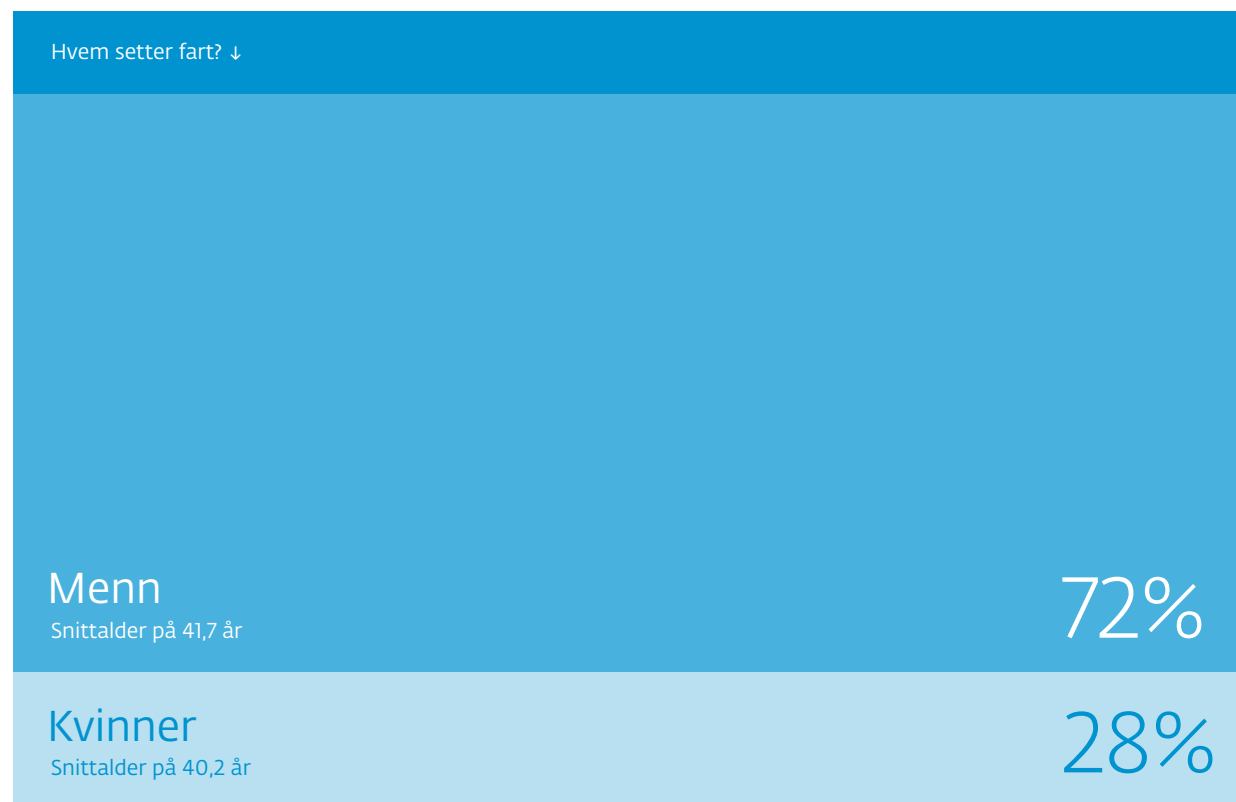 Hvem setter fart? ↓
Menn
Snittalder på 41,7 år
72%
Kvinner
Snittalder på 40,2 år
28%